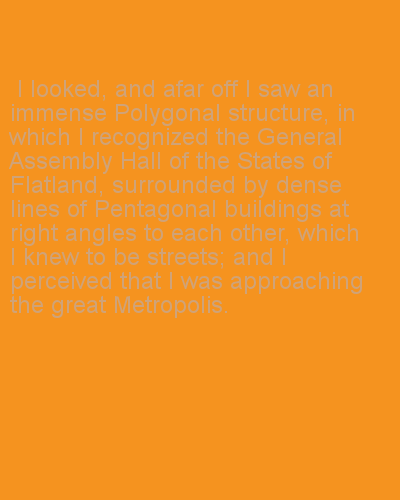 I looked, and afar off I saw an
immense Polygonal structure, in
which I recognized the General
Assembly Hall of the States of
Flatland, surrounded by dense
lines of Pentagonal buildings at
right angles to each other, which
I knew to be streets; and I
perceived that I was approaching
the great Metropolis.